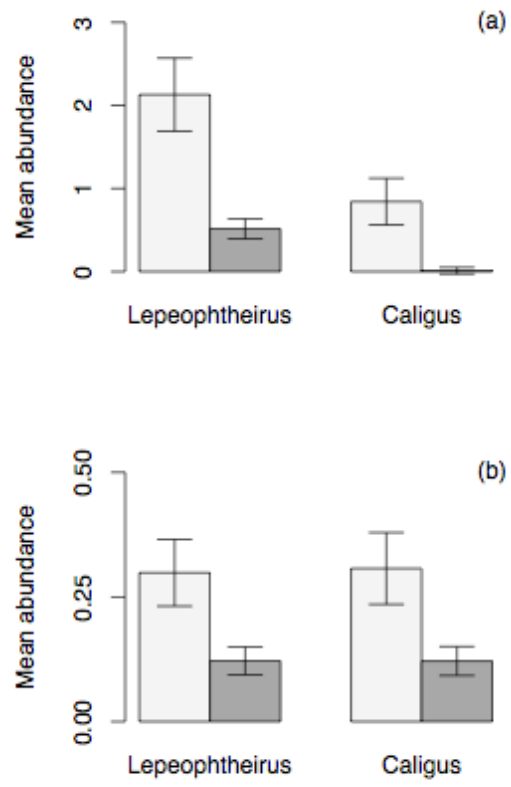 (a)
Mean abundance
3
2
1
0
Lepeophtheirus Caligus
(b)
Mean abundance
0.50
0.25
0.00
Lepeophtheirus Caligus